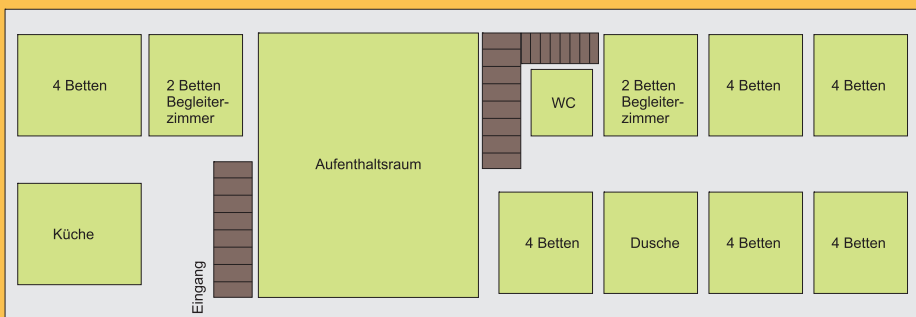 4 Betten
2 Betten
Begleiter-
zimmer
WC
2 Betten
Begleiter-
zimmer
4 Betten
4 Betten
Aufenthaltsraum
Küche
Eingang
4 Betten
Dusche
4 Betten
4 Betten